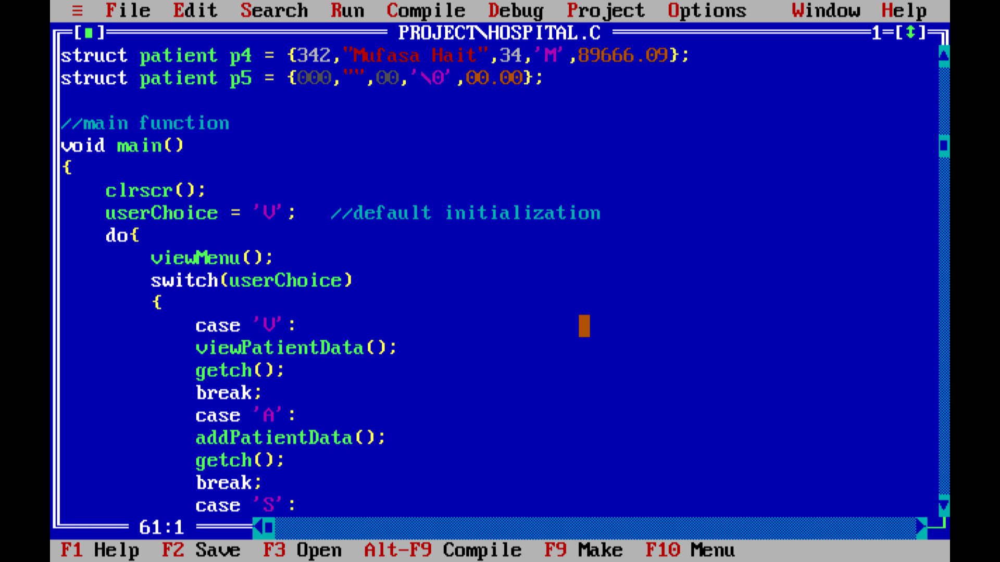 ≡ File Edit Search Run Compile Debug Project Options Window Help
[■] PROJECT\HOSPITAL.C 1=[↕]
struct patient p4 = {342,"Mufasa Hait",34,'M',89666.09};
struct patient p5 = {000,"",00,'\0',00.00};
//main function
void main()
{
clrscr();
userChoice = 'V'; //default initialization
do{
viewMenu();
switch(userChoice)
{
case 'V':
viewPatientData();
getch();
break;
case 'A':
addPatientData();
getch();
break;
case 'S':
61:1
F1 Help F2 Save F3 Open Alt-F9 Compile F9 Make F10 Menu